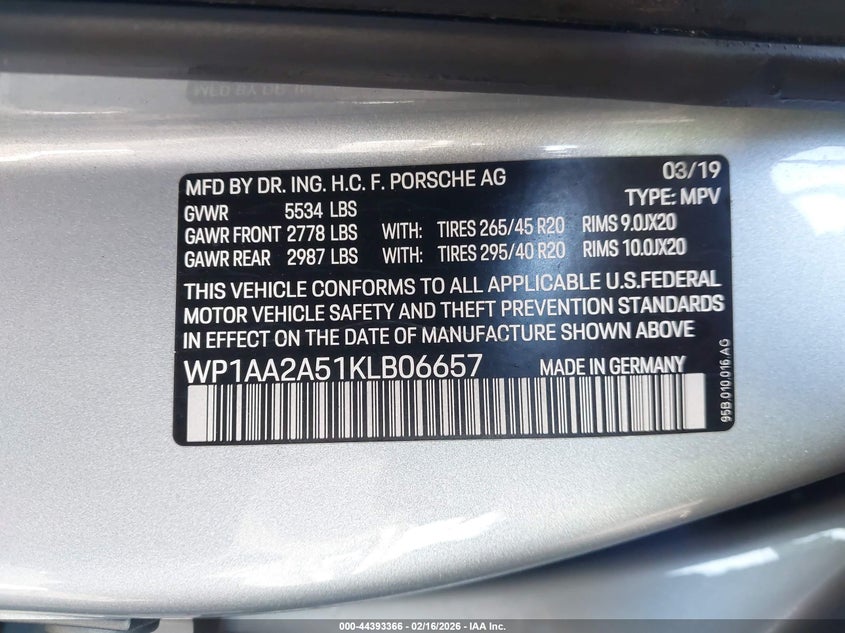 MFD BY DR. ING. H.C. F. PORSCHE AG 03/19
TYPE: MPV
GVWR 5534 LBS
GAWR FRONT 2778 LBS WITH: TIRES 265/45 R20 RIMS 9.0JX20
GAWR REAR 2987 LBS WITH: TIRES 295/40 R20 RIMS 10.0JX20
THIS VEHICLE CONFORMS TO ALL APPLICABLE U.S.FEDERAL
MOTOR VEHICLE SAFETY AND THEFT PREVENTION STANDARDS
IN EFFECT ON THE DATE OF MANUFACTURE SHOWN ABOVE
WP1AA2A51KLB06657 MADE IN GERMANY
95B.010.016.AG
000-44393366 - 02/16/2026 - IAA Inc.